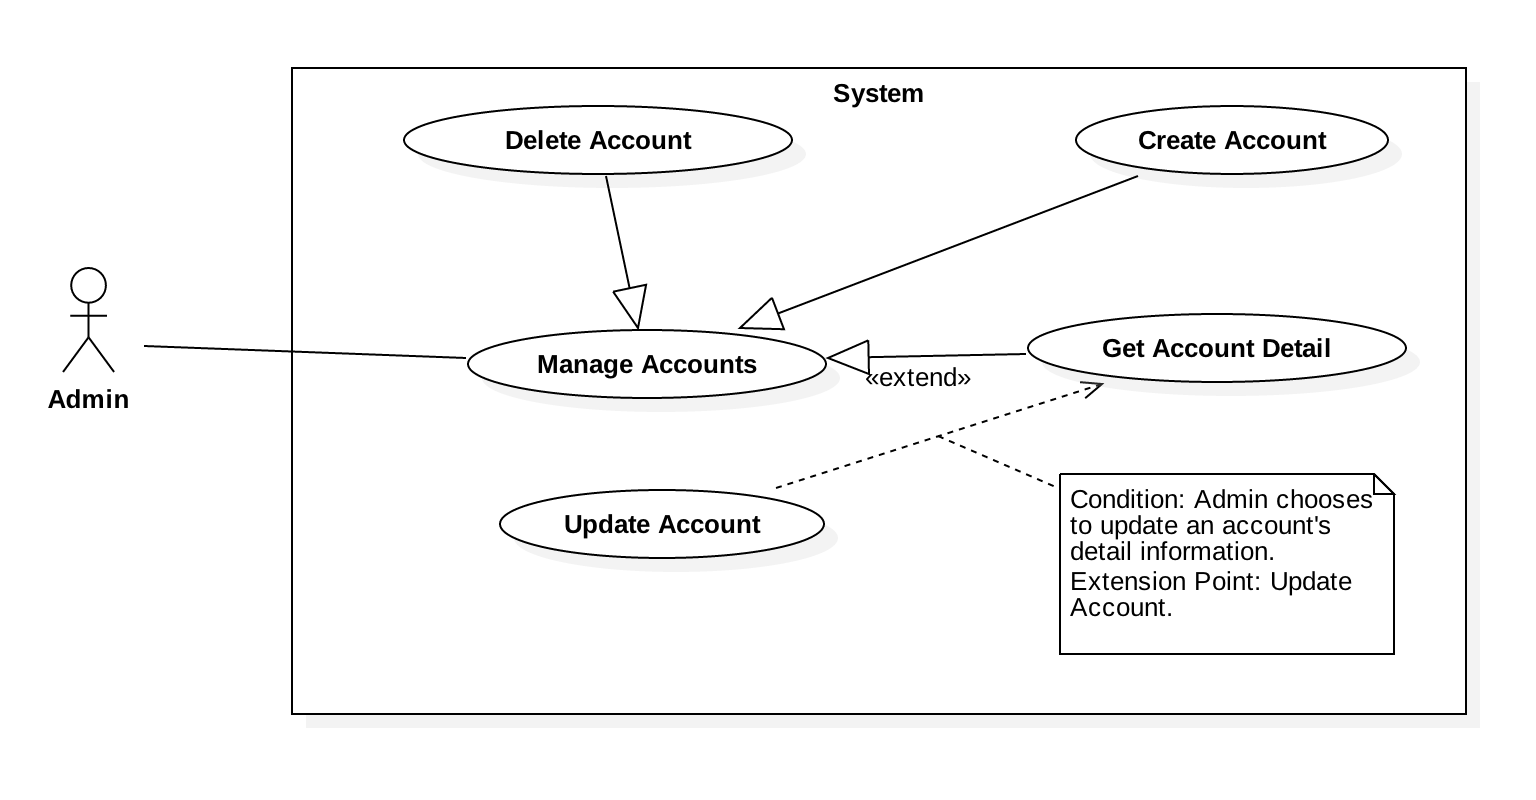 System
Delete Account
Create Account
Admin
Manage Accounts
Get Account Detail
«extend»
Update Account
Condition: Admin chooses
to update an account's
detail information.
Extension Point: Update
Account.